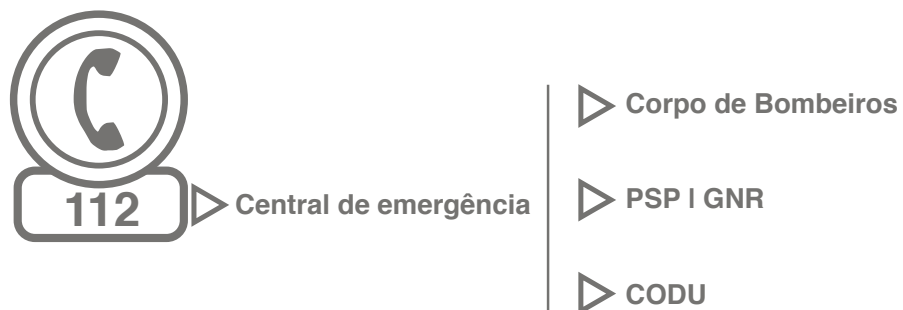 112
Central de emergência
Corpo de Bombeiros
PSP | GNR
CODU